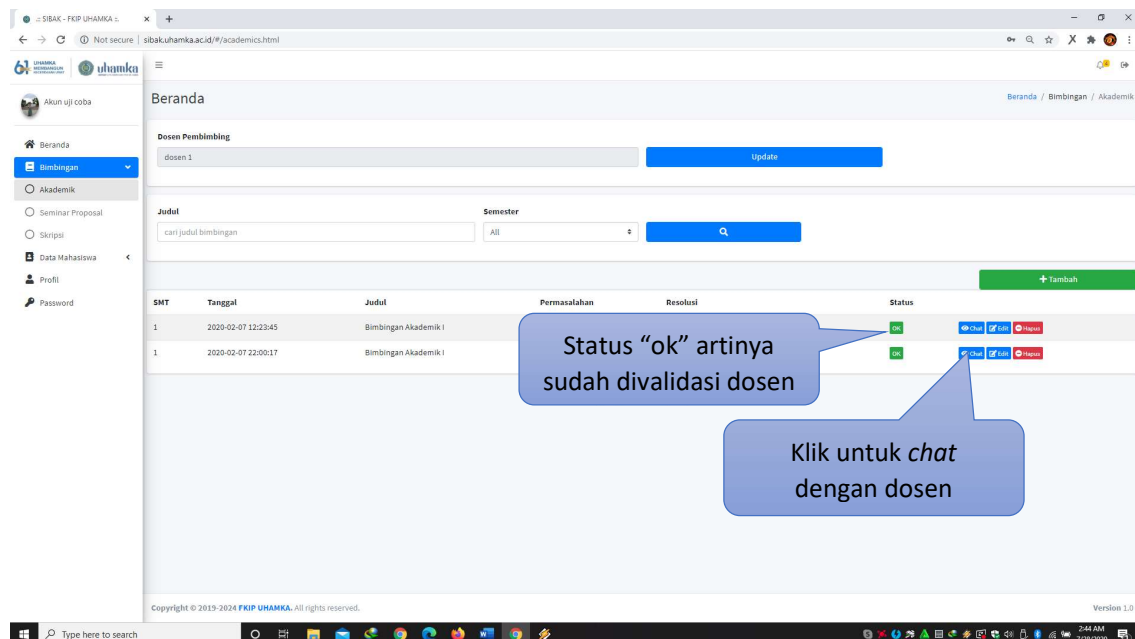 .:: SIBAK - FKIP UHAMKA ::.
Not secure | sibak.uhamka.ac.id/#/academics.html
61 UHAMKA
uhamka
Akun uji coba
Beranda
Beranda / Bimbingan / Akademik
Beranda
Bimbingan
Akademik
Seminar Proposal
Skripsi
Data Mahasiswa
Profil
Password
Dosen Pembimbing
dosen 1
Update
Judul
Semester
cari judul bimbingan
All
+ Tambah
SMT Tanggal Judul Permasalahan Resolusi Status
1 2020-02-07 12:23:45 Bimbingan Akademik I OK Chat Edit Hapus
1 2020-02-07 22:00:17 Bimbingan Akademik I OK Chat Edit Hapus
Status “ok” artinya
sudah divalidasi dosen
Klik untuk chat
dengan dosen
Copyright © 2019-2024 FKIP UHAMKA. All rights reserved.
Version 1.0
Type here to search
2:44 AM